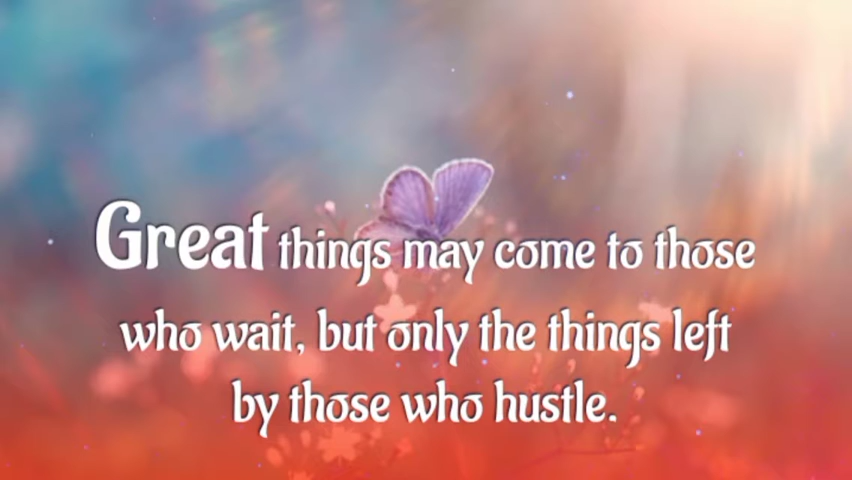 Great things may come to those
who wait, but only the things left
by those who hustle.